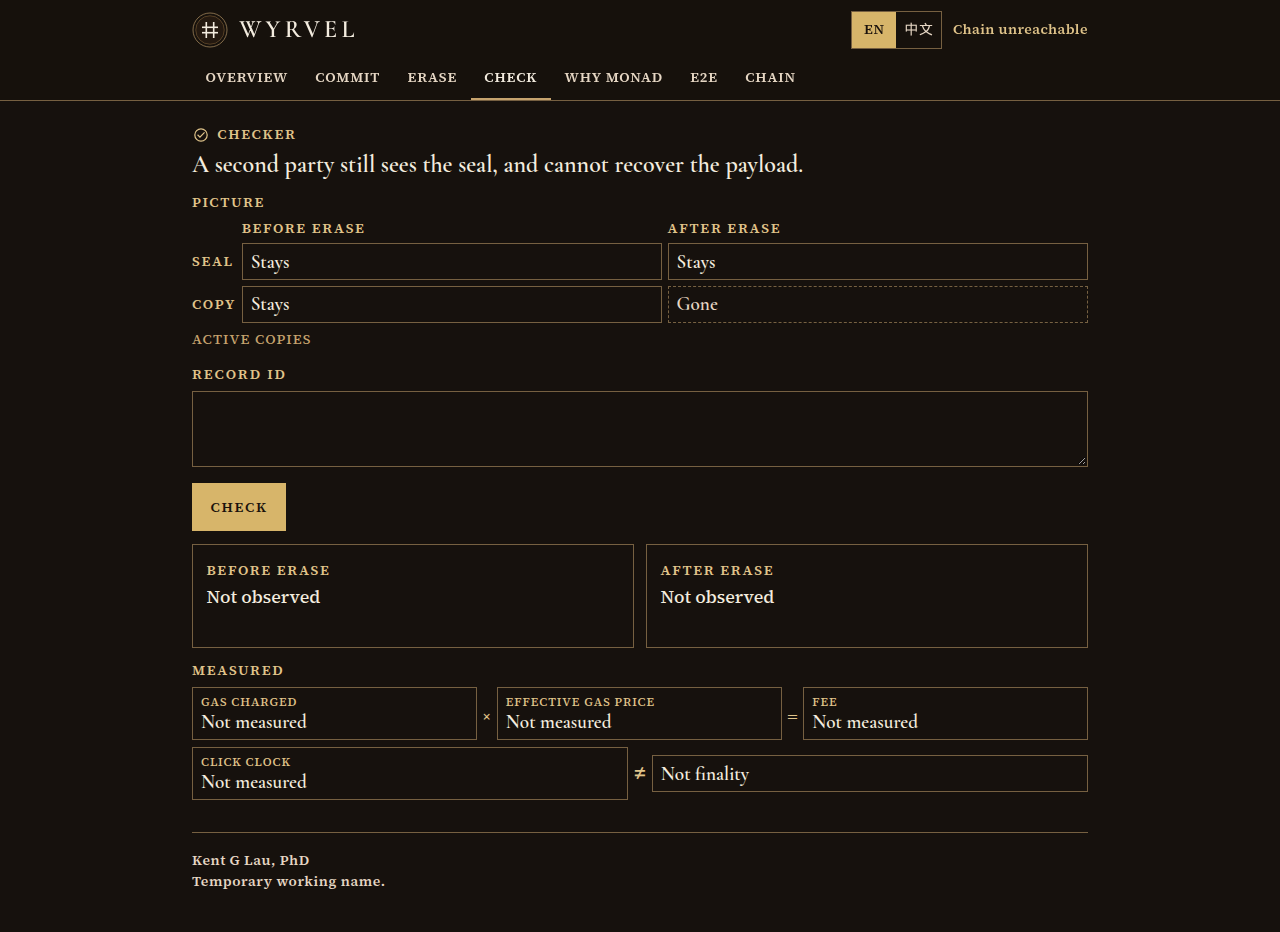 WYRVEL
EN 中文 Chain unreachable
OVERVIEW COMMIT ERASE CHECK WHY MONAD E2E CHAIN
CHECKER
A second party still sees the seal, and cannot recover the payload.
PICTURE
BEFORE ERASE AFTER ERASE
SEAL Stays Stays
COPY Stays Gone
ACTIVE COPIES
RECORD ID
CHECK
BEFORE ERASE AFTER ERASE
Not observed Not observed
MEASURED
GAS CHARGED EFFECTIVE GAS PRICE FEE
Not measured × Not measured = Not measured
CLICK CLOCK
Not measured ≠ Not finality
Kent G Lau, PhD
Temporary working name.